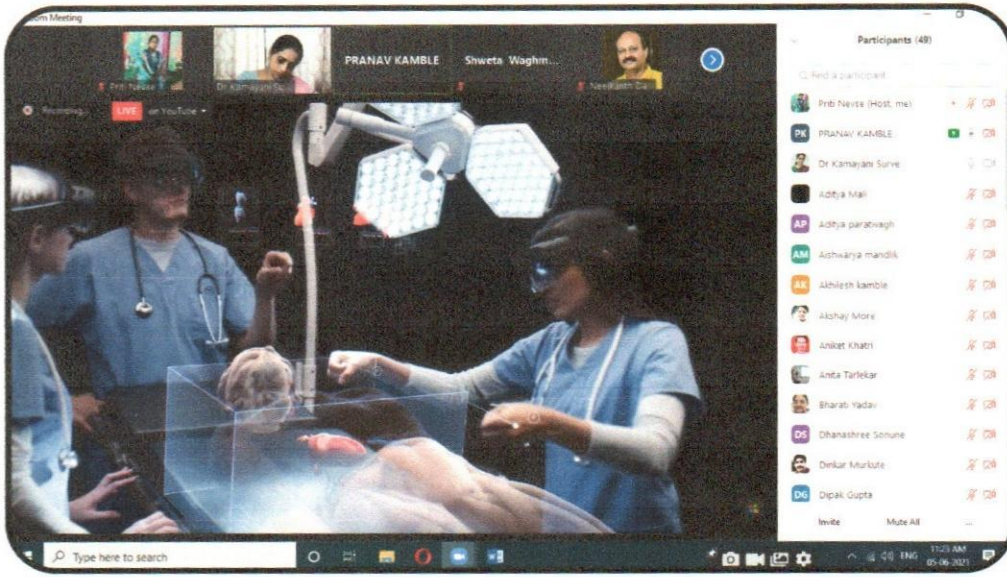 Zoom Meeting
Participants (49)
Find a participant
PRANAV KAMBLE
Shweta Waghm...
Priti Nevse
Dr Kamayani Su...
Neelkanth Da...
Recording...
LIVE on YouTube
Priti Nevse (Host, me)
PK PRANAV KAMBLE
Dr Kamayani Surve
Aditya Mali
AP Aditya paratwagh
AM Aishwarya mandlik
AK Akhilesh kamble
Akshay More
Aniket Khatri
Anita Tarlekar
Bharati Yadav
DS Dhanashree Sonune
Dinkar Murkute
DG Dipak Gupta
Invite Mute All ...
Type here to search
ENG
11:23 AM
05-06-2021